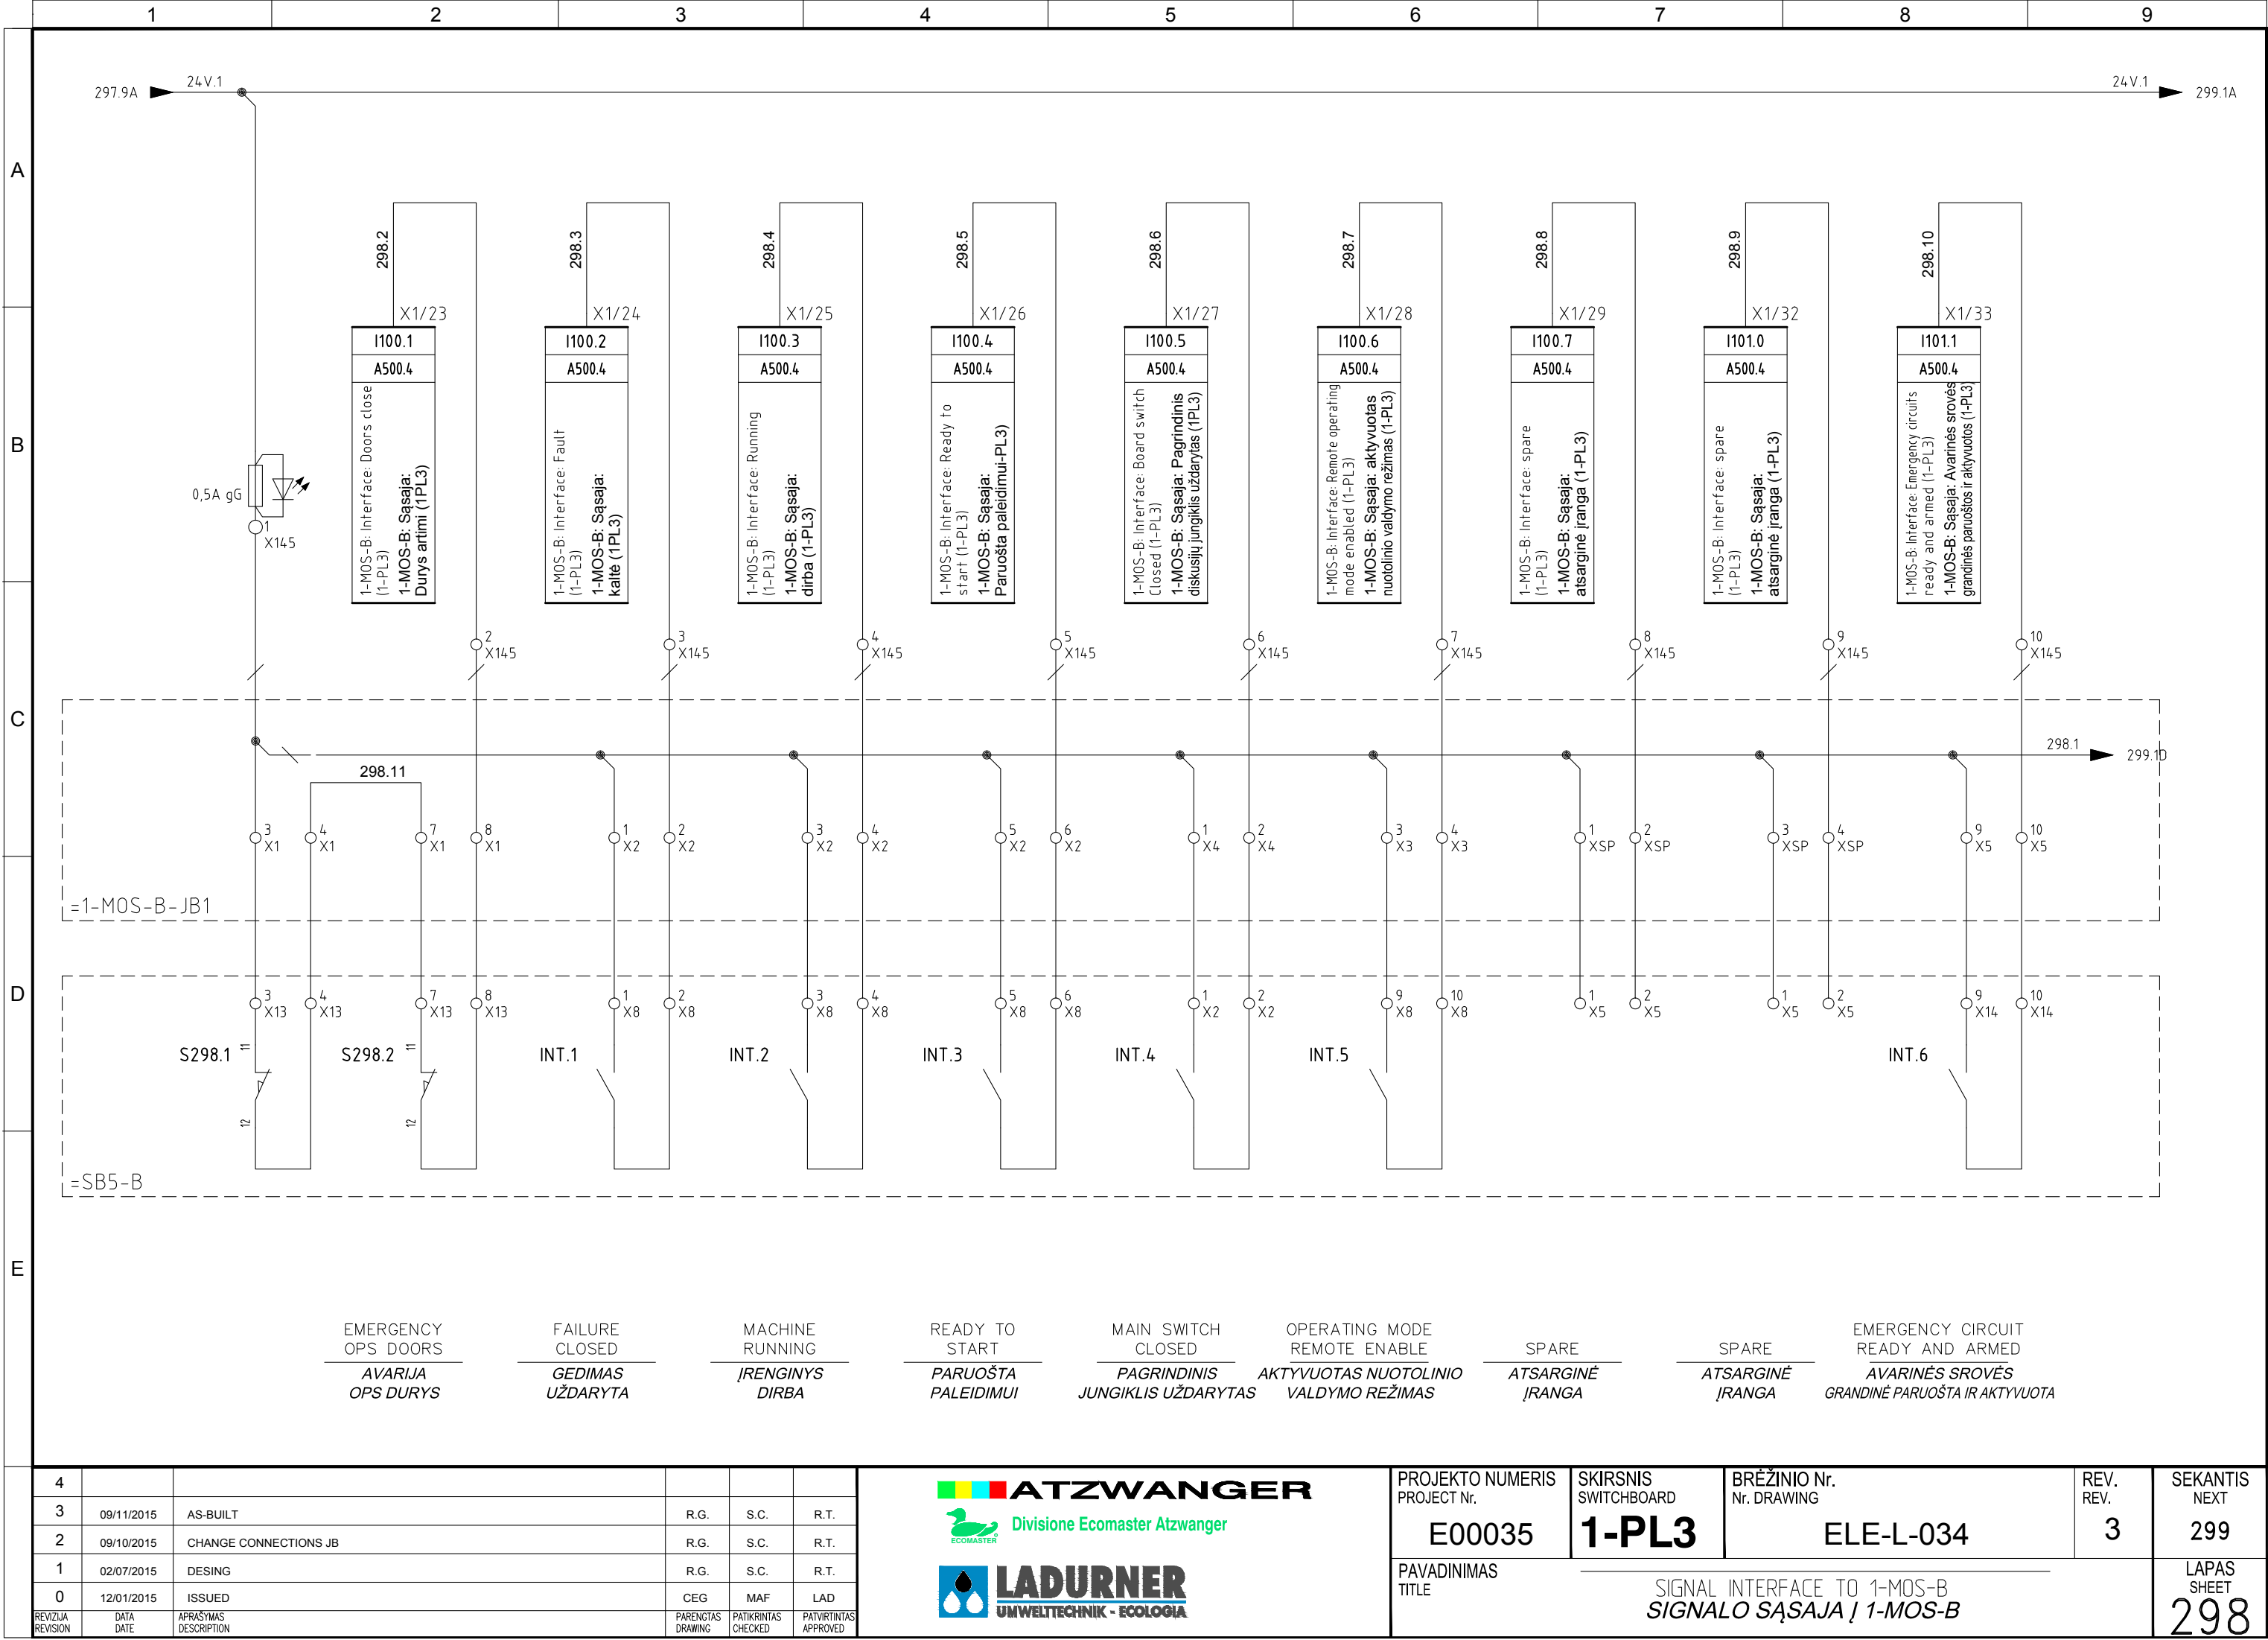 1 2 3 4 5 6 7 8 9
A
B
C
D
E
297.9A 24V.1 24V.1 299.1A
298.2 298.3 298.4 298.5 298.6 298.7 298.8 298.9 298.10
X1/23 X1/24 X1/25 X1/26 X1/27 X1/28 X1/29 X1/32 X1/33
I100.1 I100.2 I100.3 I100.4 I100.5 I100.6 I100.7 I101.0 I101.1
A500.4 A500.4 A500.4 A500.4 A500.4 A500.4 A500.4 A500.4 A500.4
1-MOS-B: Interface: Doors close
(1-PL3)
1-MOS-B: Sąsaja:
Durys artimi (1PL3)
1-MOS-B: Interface: Fault
(1-PL3)
1-MOS-B: Sąsaja:
kaltė (1PL3)
1-MOS-B: Interface: Running
(1-PL3)
1-MOS-B: Sąsaja:
dirba (1-PL3)
1-MOS-B: Interface: Ready to
start (1-PL3)
1-MOS-B: Sąsaja:
Paruošta paleidimui-PL3)
1-MOS-B: Interface: Board switch
Closed (1-PL3)
1-MOS-B: Sąsaja: Pagrindinis
diskusijų jungiklis uždarytas (1PL3)
1-MOS-B: Interface: Remote operating
mode enabled (1-PL3)
1-MOS-B: Sąsaja: aktyvuotas
nuotolinio valdymo režimas (1-PL3)
1-MOS-B: Interface: spare
(1-PL3)
1-MOS-B: Sąsaja:
atsarginė įranga (1-PL3)
1-MOS-B: Interface: spare
(1-PL3)
1-MOS-B: Sąsaja:
atsarginė įranga (1-PL3)
1-MOS-B: Interface: Emergency circuits
ready and armed (1-PL3)
1-MOS-B: Sąsaja: Avarinės srovės
grandinės paruoštos ir aktyvuotos (1-PL3)
0,5A gG
1
X145
2 3 4 5 6 7 8 9 10
X145 X145 X145 X145 X145 X145 X145 X145 X145
298.1 299.1D
298.11
3 4 7 8 1 2 3 4 5 6 1 2 3 4 1 2 3 4 9 10
X1 X1 X1 X1 X2 X2 X2 X2 X2 X2 X4 X4 X3 X3 XSP XSP XSP XSP X5 X5
=1-MOS-B-JB1
3 4 7 8 1 2 3 4 5 6 1 2 9 10 1 2 1 2 9 10
X13 X13 X13 X13 X8 X8 X8 X8 X8 X8 X2 X2 X8 X8 X5 X5 X5 X5 X14 X14
S298.1 11 S298.2 11 INT.1 INT.2 INT.3 INT.4 INT.5 INT.6
12 12
=SB5-B
EMERGENCY
OPS DOORS
AVARIJA
OPS DURYS
FAILURE
CLOSED
GEDIMAS
UŽDARYTA
MACHINE
RUNNING
ĮRENGINYS
DIRBA
READY TO
START
PARUOŠTA
PALEIDIMUI
MAIN SWITCH
CLOSED
PAGRINDINIS
JUNGIKLIS UŽDARYTAS
OPERATING MODE
REMOTE ENABLE
AKTYVUOTAS NUOTOLINIO
VALDYMO REŽIMAS
SPARE
ATSARGINĖ
ĮRANGA
SPARE
ATSARGINĖ
ĮRANGA
EMERGENCY CIRCUIT
READY AND ARMED
AVARINĖS SROVĖS
GRANDINĖ PARUOŠTA IR AKTYVUOTA
4
3 09/11/2015 AS-BUILT R.G. S.C. R.T.
2 09/10/2015 CHANGE CONNECTIONS JB R.G. S.C. R.T.
1 02/07/2015 DESING R.G. S.C. R.T.
0 12/01/2015 ISSUED CEG MAF LAD
REVIZIJA DATA APRAŠYMAS PARENGTAS PATIKRINTAS PATVIRTINTAS
REVISION DATE DESCRIPTION DRAWING CHECKED APPROVED
ATZWANGER
ECOMASTER
Divisione Ecomaster Atzwanger
LADURNER
UMWELTTECHNIK - ECOLOGIA
PROJEKTO NUMERIS
PROJECT Nr.
E00035
SKIRSNIS
SWITCHBOARD
1-PL3
BRĖŽINIO Nr.
Nr. DRAWING
ELE-L-034
REV.
REV.
3
SEKANTIS
NEXT
299
PAVADINIMAS
TITLE
SIGNAL INTERFACE TO 1-MOS-B
SIGNALO SĄSAJA Į 1-MOS-B
LAPAS
SHEET
298